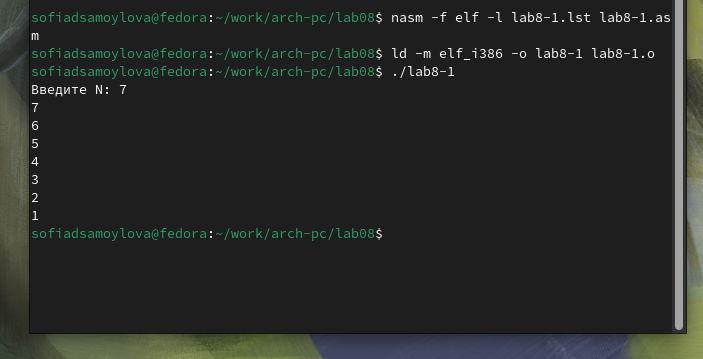 sofiadsamoylova@fedora:~/work/arch-pc/lab08$ nasm -f elf -l lab8-1.lst lab8-1.as
m
sofiadsamoylova@fedora:~/work/arch-pc/lab08$ ld -m elf_i386 -o lab8-1 lab8-1.o
sofiadsamoylova@fedora:~/work/arch-pc/lab08$ ./lab8-1
Введите N: 7
7
6
5
4
3
2
1
sofiadsamoylova@fedora:~/work/arch-pc/lab08$